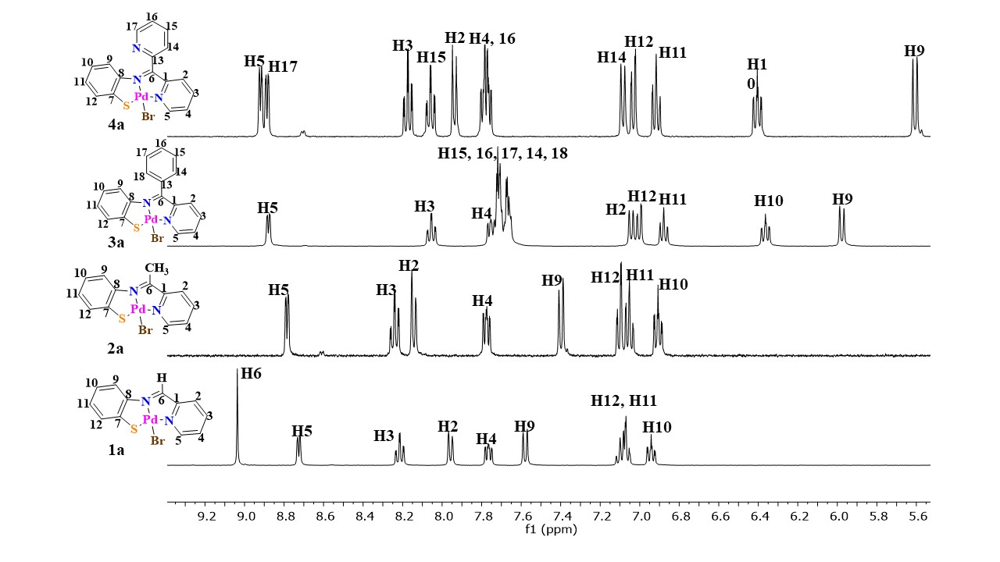 16
17
15
N
14
13
10
9
8
N
6
1
2
11
3
12
7
S
Pd
N
4
5
Br
4a
H5
H17
H3
H15
H2
H4, 16
H14
H12
H11
H1
0
H9
16
17
15
18
14
13
10
9
8
N
6
1
2
11
3
12
7
S
Pd
N
4
5
Br
3a
H5
H3
H4
H15, 16, 17, 14, 18
H2
H12
H11
H10
H9
CH3
10
9
8
N
6
1
2
11
3
12
7
S
Pd
N
4
5
Br
2a
H5
H3
H2
H4
H9
H12
H11
H10
H
10
9
8
N
6
1
2
11
3
12
7
S
Pd
N
4
5
Br
1a
H6
H5
H3
H2
H4
H9
H12, H11
H10
9.2 9.0 8.8 8.6 8.4 8.2 8.0 7.8 7.6 7.4 7.2 7.0 6.8 6.6 6.4 6.2 6.0 5.8 5.6
f1 (ppm)